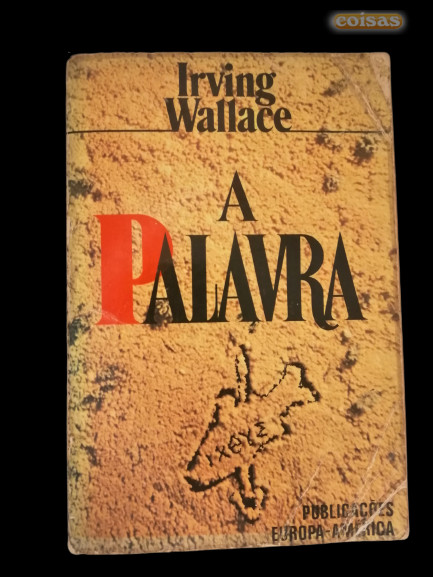 coisas
Irving
Wallace
A
PALAVRA
ΙΧΘΥΣ
PUBLICAÇÕES
EUROPA-AMÉRICA